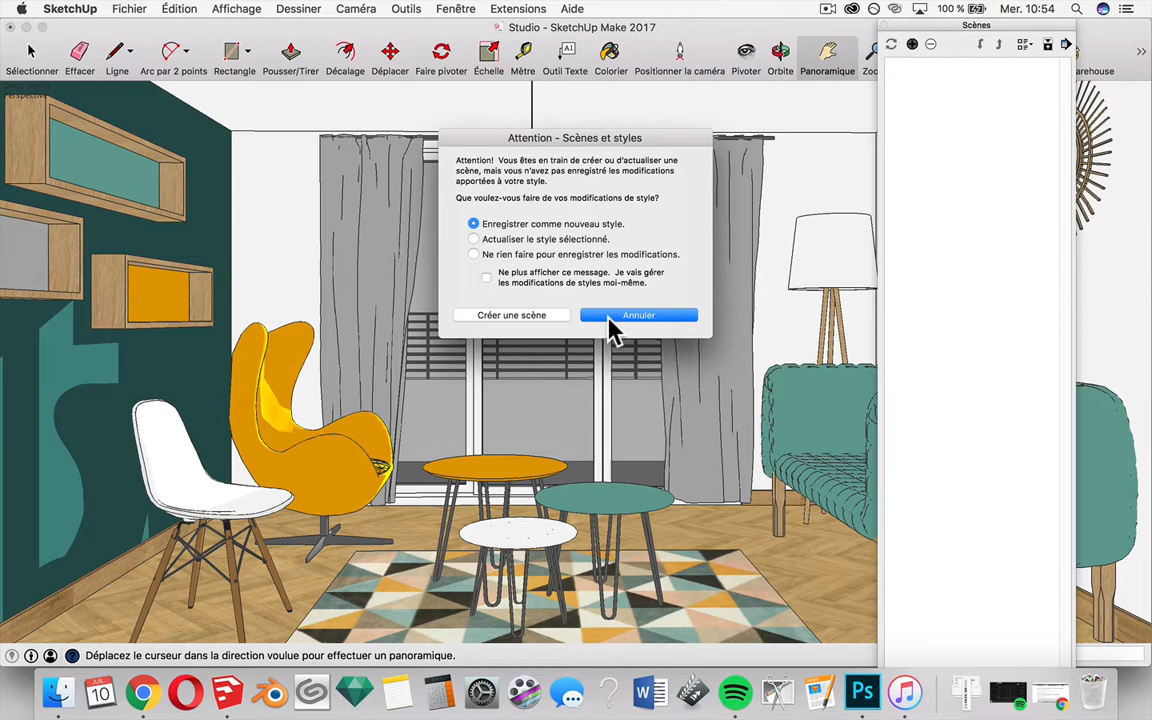 SketchUp Fichier Édition Affichage Dessiner Caméra Outils Fenêtre Extensions Aide 100 % Mer. 10:54
Studio - SketchUp Make 2017
Scènes
Sélectionner Effacer Ligne Arc par 2 points Rectangle Pousser/Tirer Décalage Déplacer Faire pivoter Échelle Mètre Outil Texte Colorier Positionner la caméra Pivoter Orbite Panoramique Zoo arehouse
Perspective
Attention - Scènes et styles
Attention! Vous êtes en train de créer ou d'actualiser une
scène, mais vous n'avez pas enregistré les modifications
apportées à votre style.
Que voulez-vous faire de vos modifications de style?
Enregistrer comme nouveau style.
Actualiser le style sélectionné.
Ne rien faire pour enregistrer les modifications.
Ne plus afficher ce message. Je vais gérer
les modifications de styles moi-même.
Créer une scène Annuler
Déplacez le curseur dans la direction voulue pour effectuer un panoramique.
JUIL
10
W
Ps